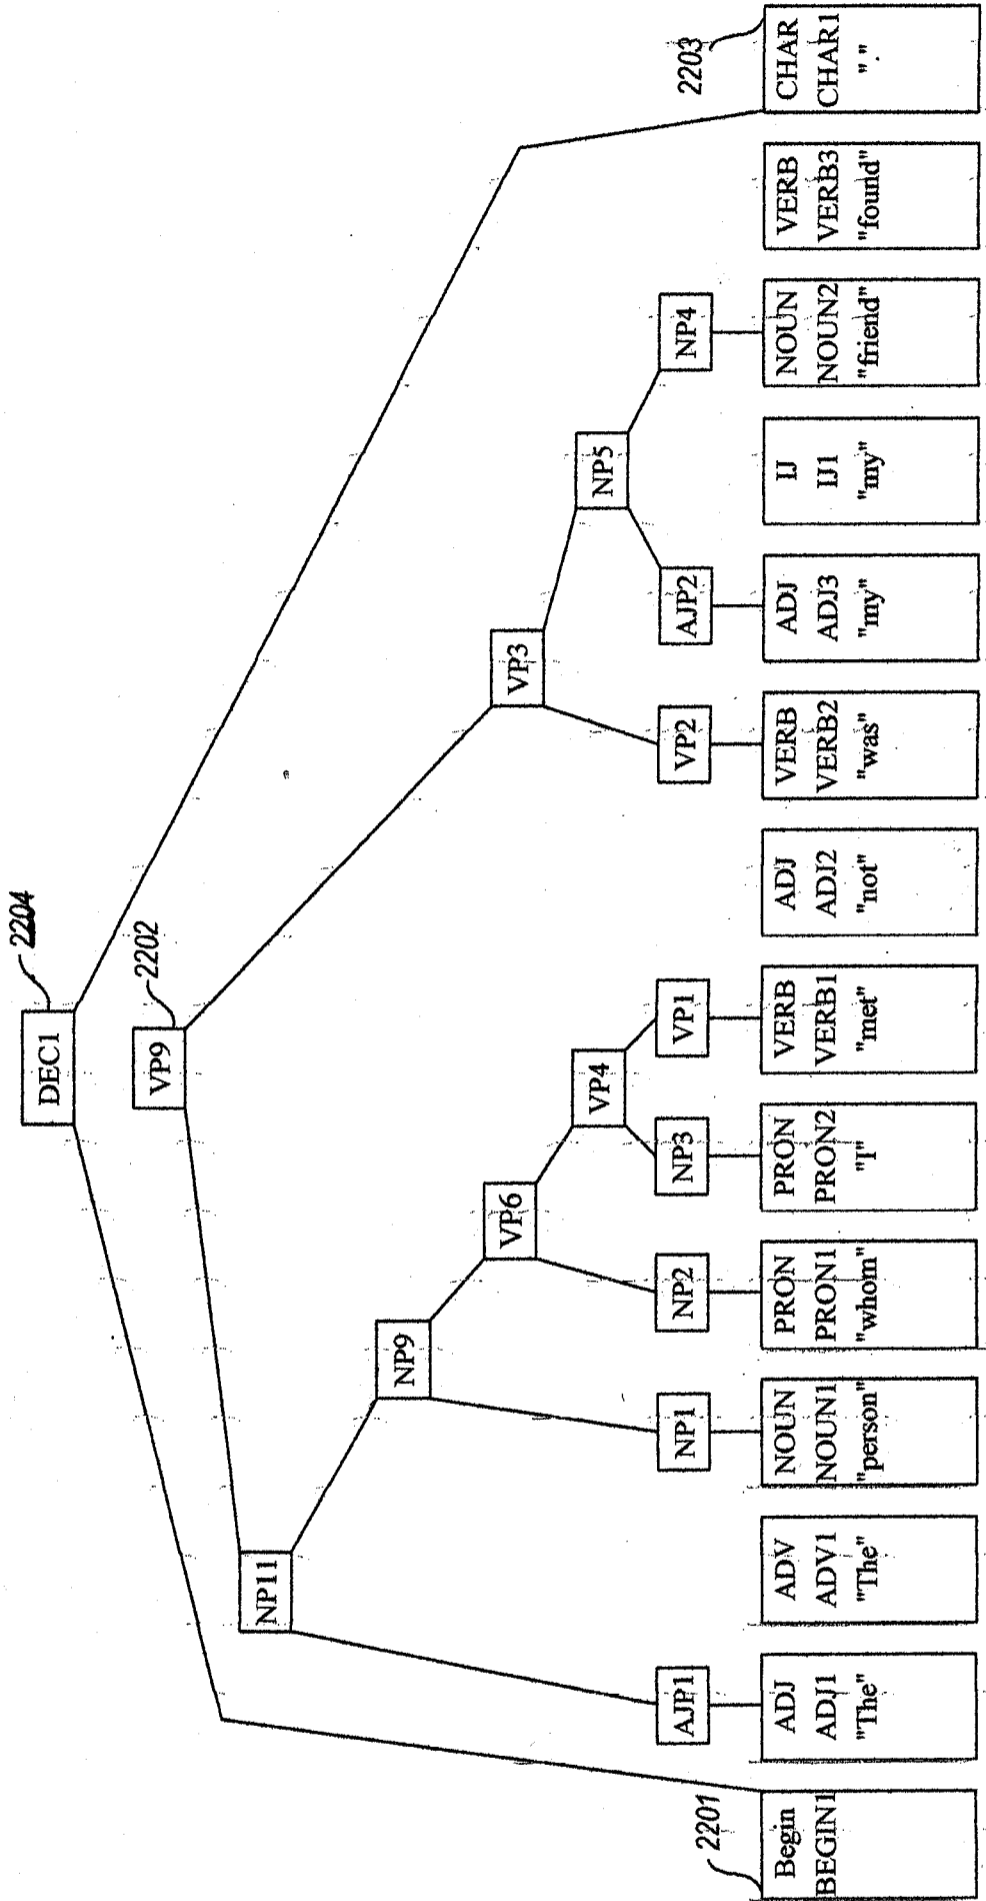 2204
DEC1
2202
VP9
NP11
NP9
VP6
VP3
VP4
NP5
AJP1
NP1
NP2
NP3
VP1
VP2
AJP2
NP4
2201
2203
Begin
BEGIN1
ADJ
ADJ1
"The"
ADV
ADV1
"The"
NOUN
NOUN1
"person"
PRON
PRON1
"whom"
PRON
PRON2
"I"
VERB
VERB1
"met"
ADJ
ADJ2
"not"
VERB
VERB2
"was"
ADJ
ADJ3
"my"
IJ
IJ1
"my"
NOUN
NOUN2
"friend"
VERB
VERB3
"found"
CHAR
CHAR1
"."